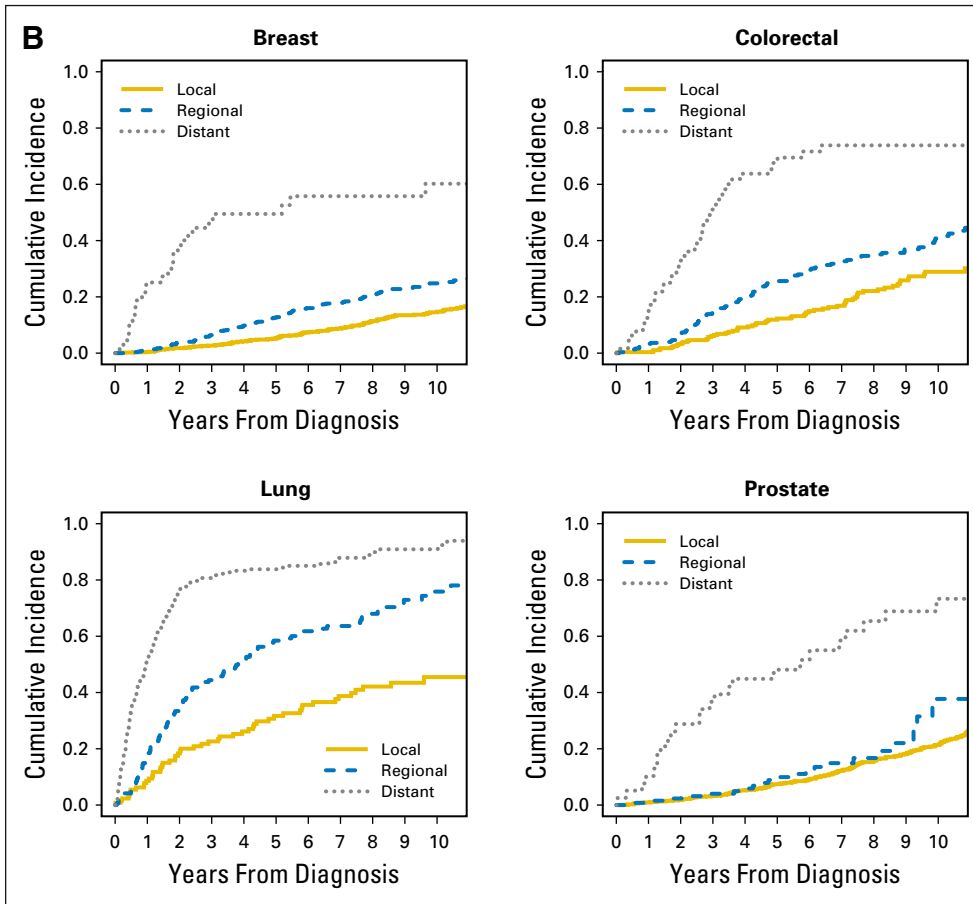 B
Breast
1.0
0.8
0.6
0.4
0.2
0.0
Cumulative Incidence
Local
Regional
Distant
0 1 2 3 4 5 6 7 8 9 10
Years From Diagnosis
Colorectal
1.0
0.8
0.6
0.4
0.2
0.0
Cumulative Incidence
Local
Regional
Distant
0 1 2 3 4 5 6 7 8 9 10
Years From Diagnosis
Lung
1.0
0.8
0.6
0.4
0.2
0.0
Cumulative Incidence
Local
Regional
Distant
0 1 2 3 4 5 6 7 8 9 10
Years From Diagnosis
Prostate
1.0
0.8
0.6
0.4
0.2
0.0
Cumulative Incidence
Local
Regional
Distant
0 1 2 3 4 5 6 7 8 9 10
Years From Diagnosis